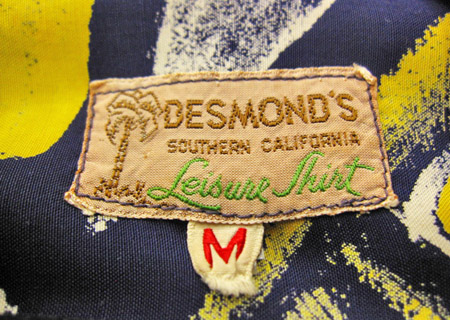 DESMOND'S
SOUTHERN CALIFORNIA
Leisure Shirt
M